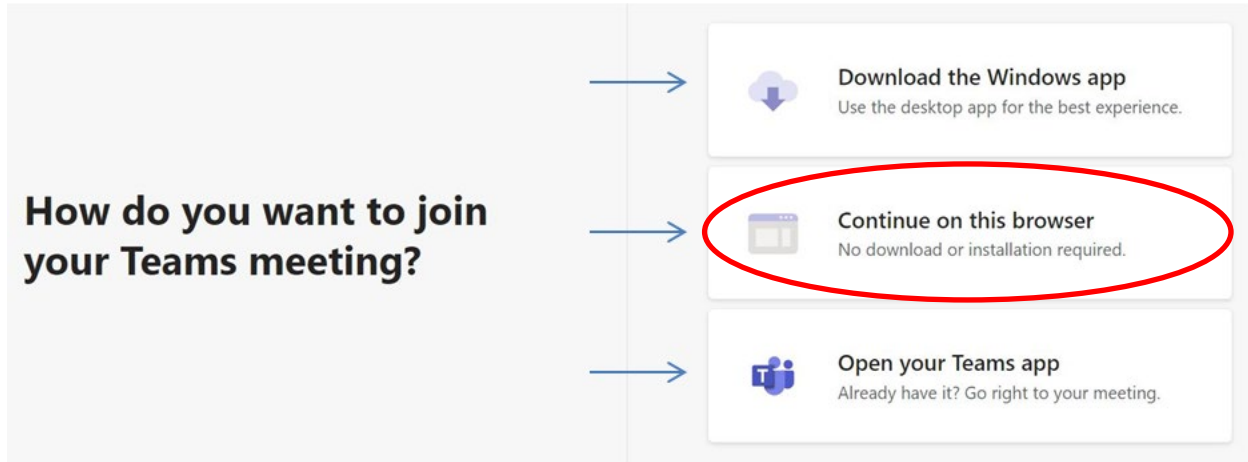 How do you want to join
your Teams meeting?
Download the Windows app
Use the desktop app for the best experience.
Continue on this browser
No download or installation required.
T
Open your Teams app
Already have it? Go right to your meeting.